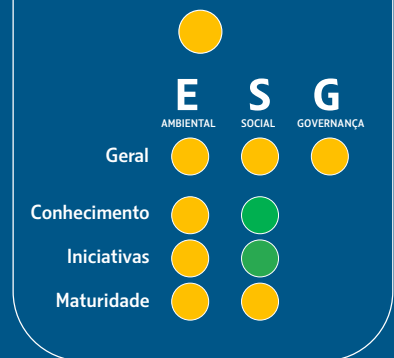 E S G
AMBIENTAL SOCIAL GOVERNANÇA
Geral
Conhecimento
Iniciativas
Maturidade